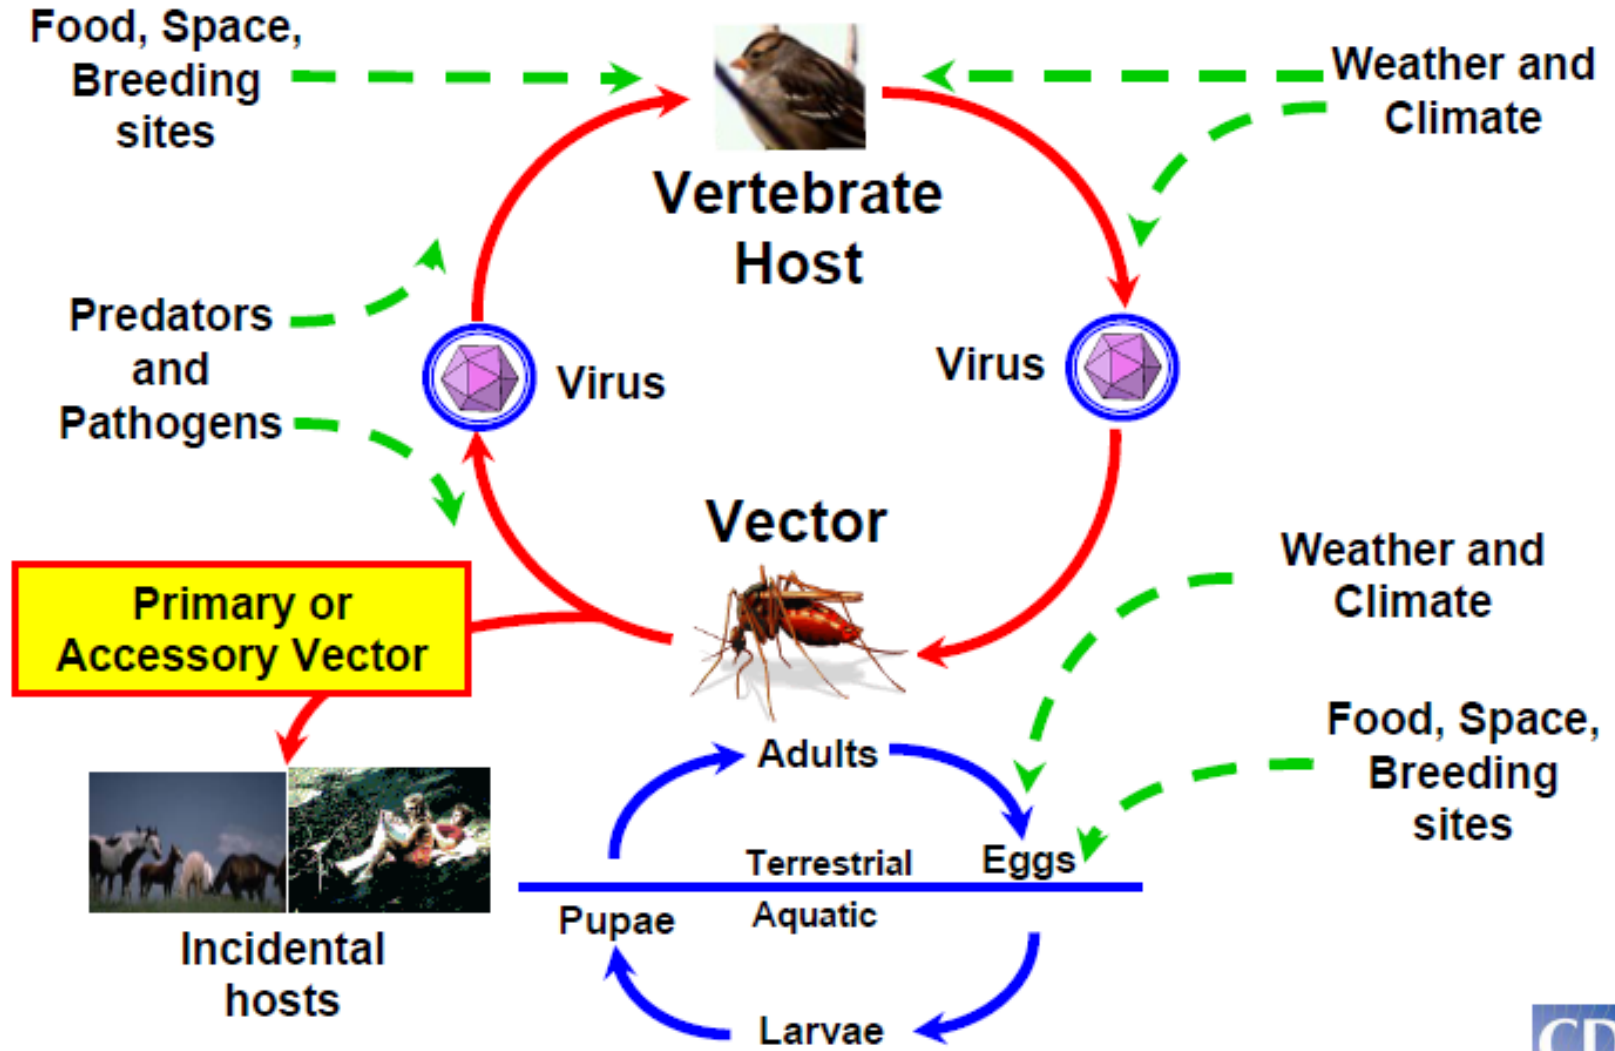 Food, Space,
Breeding
sites
Weather and
Climate
Vertebrate
Host
Predators
and
Pathogens
Virus
Virus
Vector
Primary or
Accessory Vector
Weather and
Climate
Food, Space,
Breeding
sites
Adults
Terrestrial
Eggs
Aquatic
Pupae
Incidental
hosts
Larvae